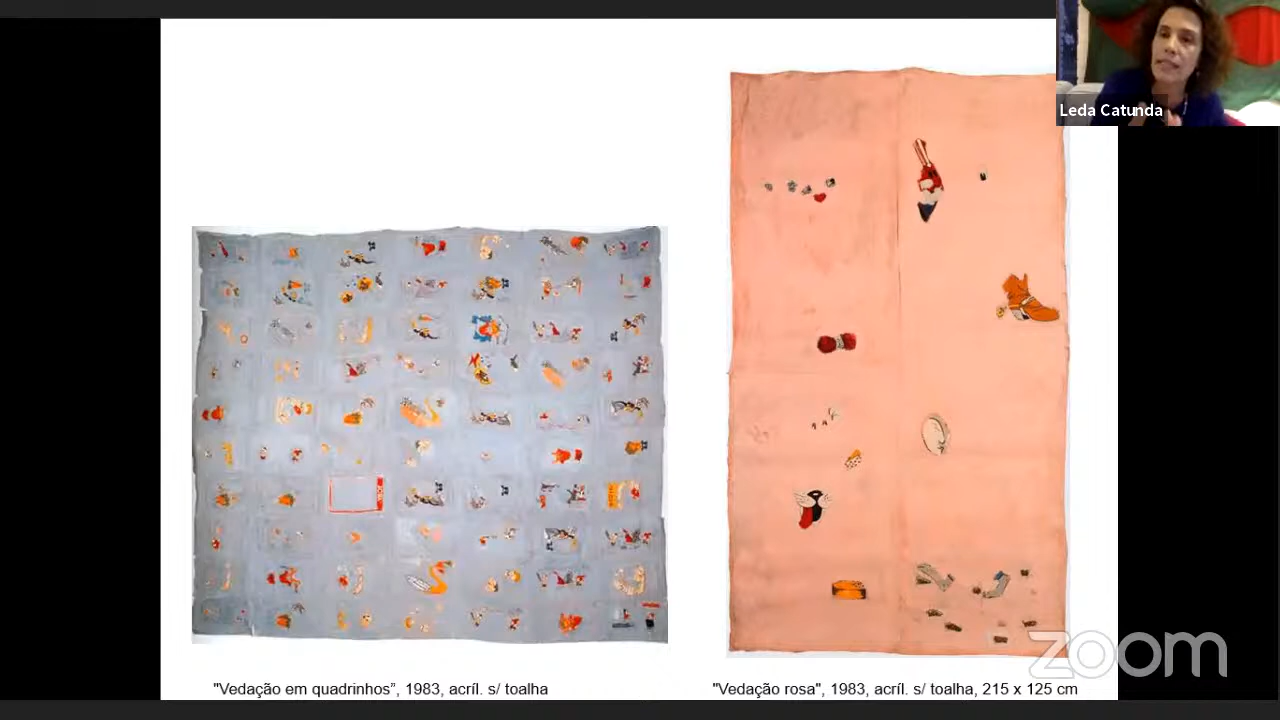 Leda Catunda
"Vedação em quadrinhos”, 1983, acríl. s/ toalha
"Vedação rosa", 1983, acríl. s/ toalha, 215 x 125 cm
zoom